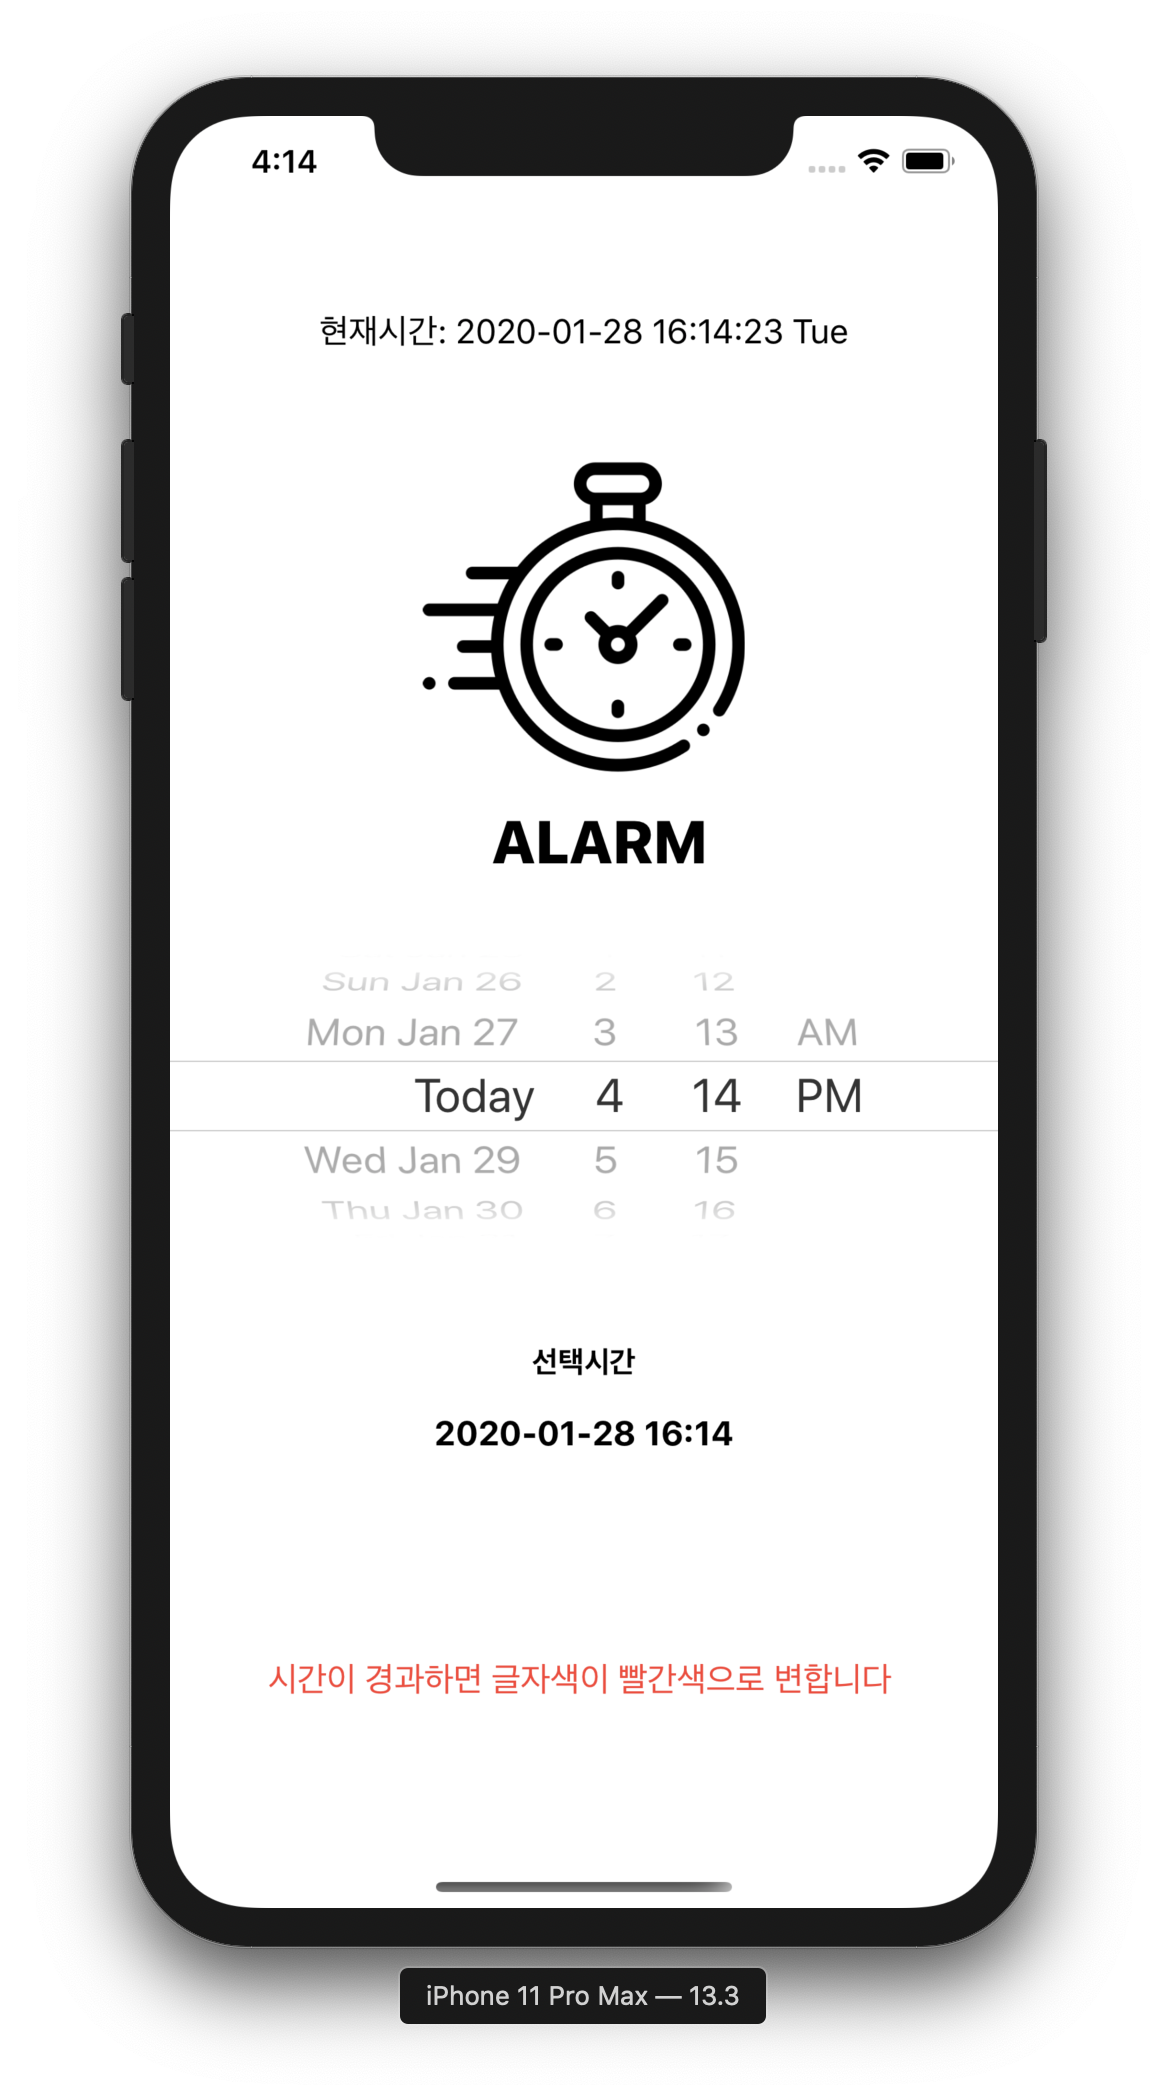 4:14
현재시간: 2020-01-28 16:14:23 Tue
ALARM
Sun Jan 26 2 12
Mon Jan 27 3 13 AM
Today 4 14 PM
Wed Jan 29 5 15
Thu Jan 30 6 16
선택시간
2020-01-28 16:14
시간이 경과하면 글자색이 빨간색으로 변합니다
iPhone 11 Pro Max — 13.3